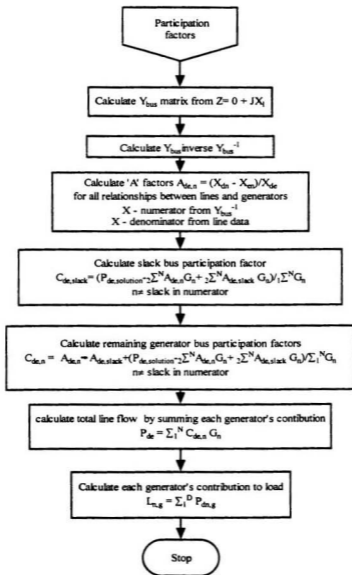 Participation
factors
Calculate Y_bus matrix from Z= 0 + JX_l
Calculate Y_bus inverse Y_bus^-1
Calculate 'A' factors A_de,n = (X_dn - X_en)/X_de
for all relationships between lines and generators
X - numerator from Y_bus^-1
X - denominator from line data
Calculate slack bus participation factor
C_de,slack= (P_de,solution-2Σ^N A_de,n G_n+ 2Σ^N A_de,slack G_n)/1Σ^N G_n
n≠ slack in numerator
Calculate remaining generator bus participation factors
C_de,n = A_de,n- A_de,slack+(P_de,solution-2Σ^N A_de,n G_n+ 2Σ^N A_de,slack G_n)/Σ_1^N G_n
n≠ slack in numerator
calculate total line flow by summing each generator's contibution
P_de = Σ_1^N C_de,n G_n
Calculate each generator's contribution to load
L_n,g = Σ_1^D P_dn,g
Stop